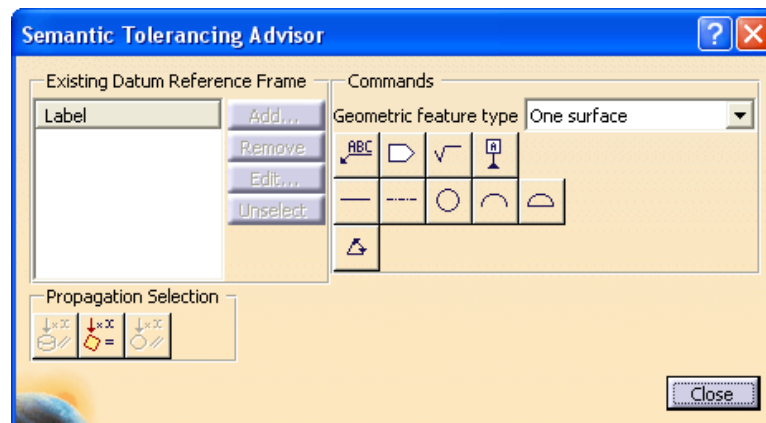 Semantic Tolerancing Advisor
Existing Datum Reference Frame
Label
Add...
Remove
Edit...
Unselect
Commands
Geometric feature type One surface
ABC
A
Propagation Selection
×x
×x
×x
Close